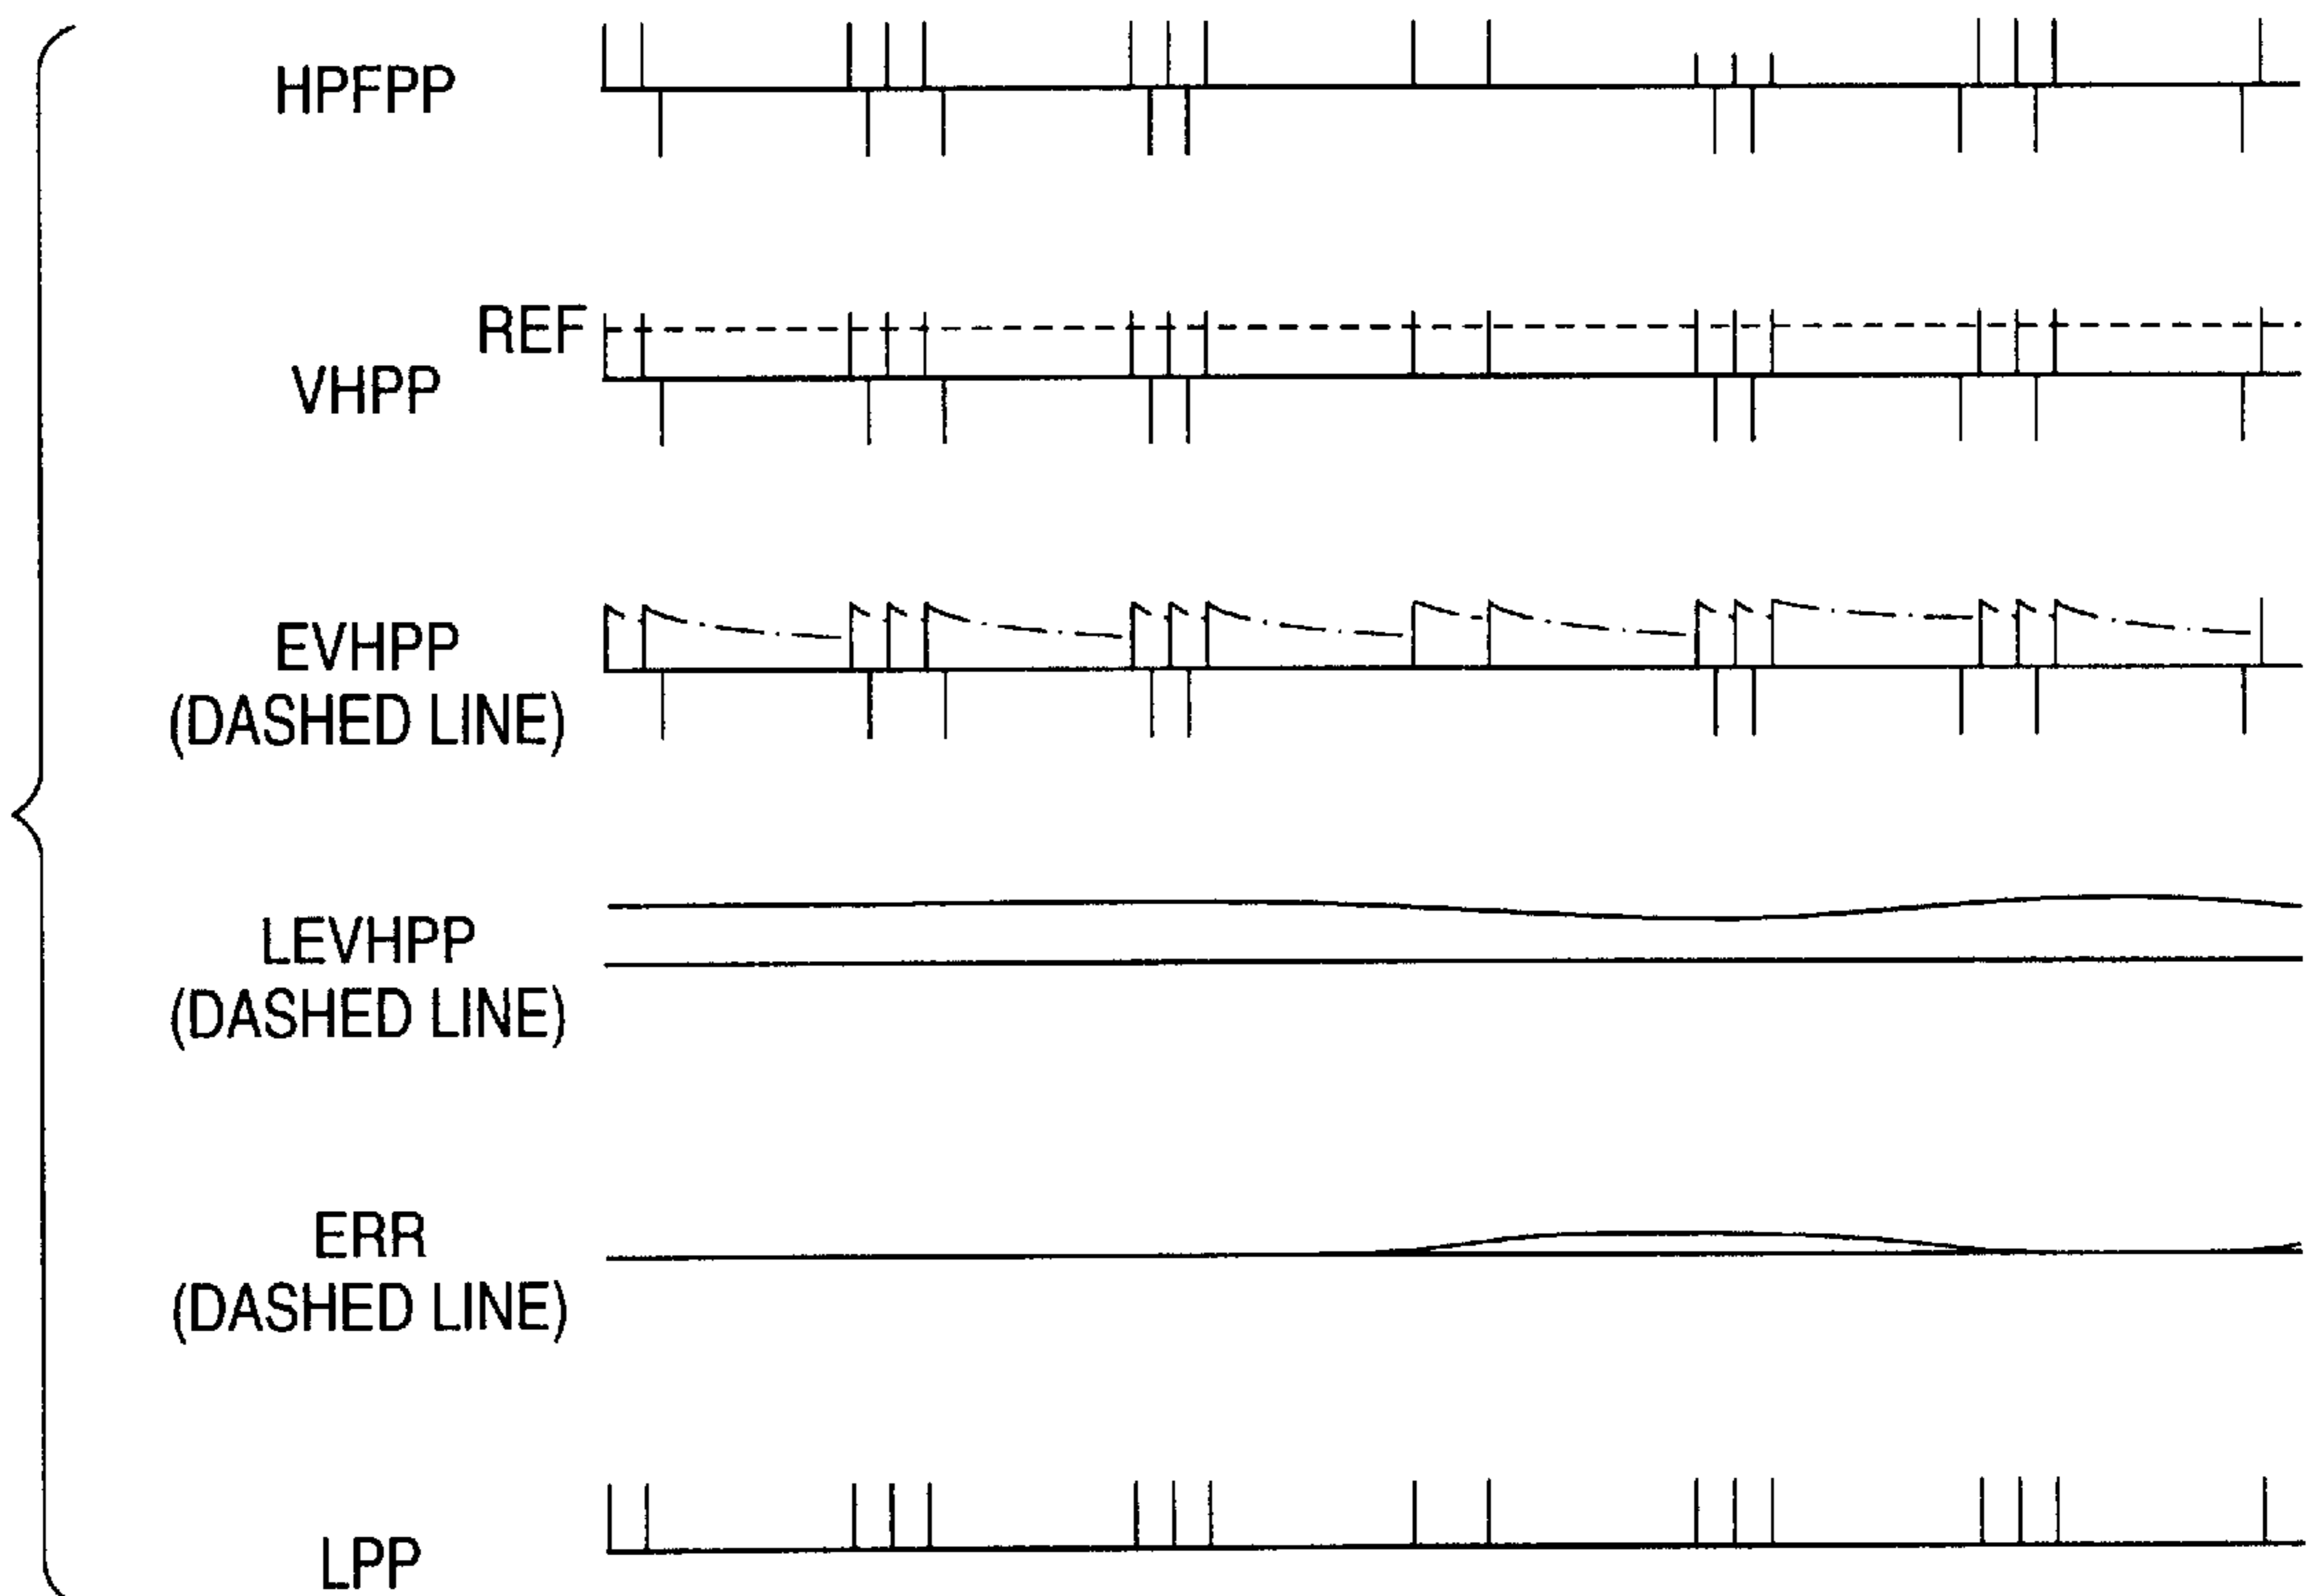 HPFPP
REF
VHPP
EVHPP
(DASHED LINE)
LEVHPP
(DASHED LINE)
ERR
(DASHED LINE)
LPP